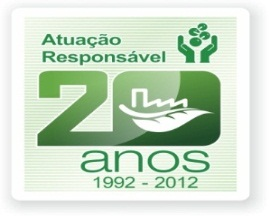 Atuação
Responsável
20
anos
1992 - 2012